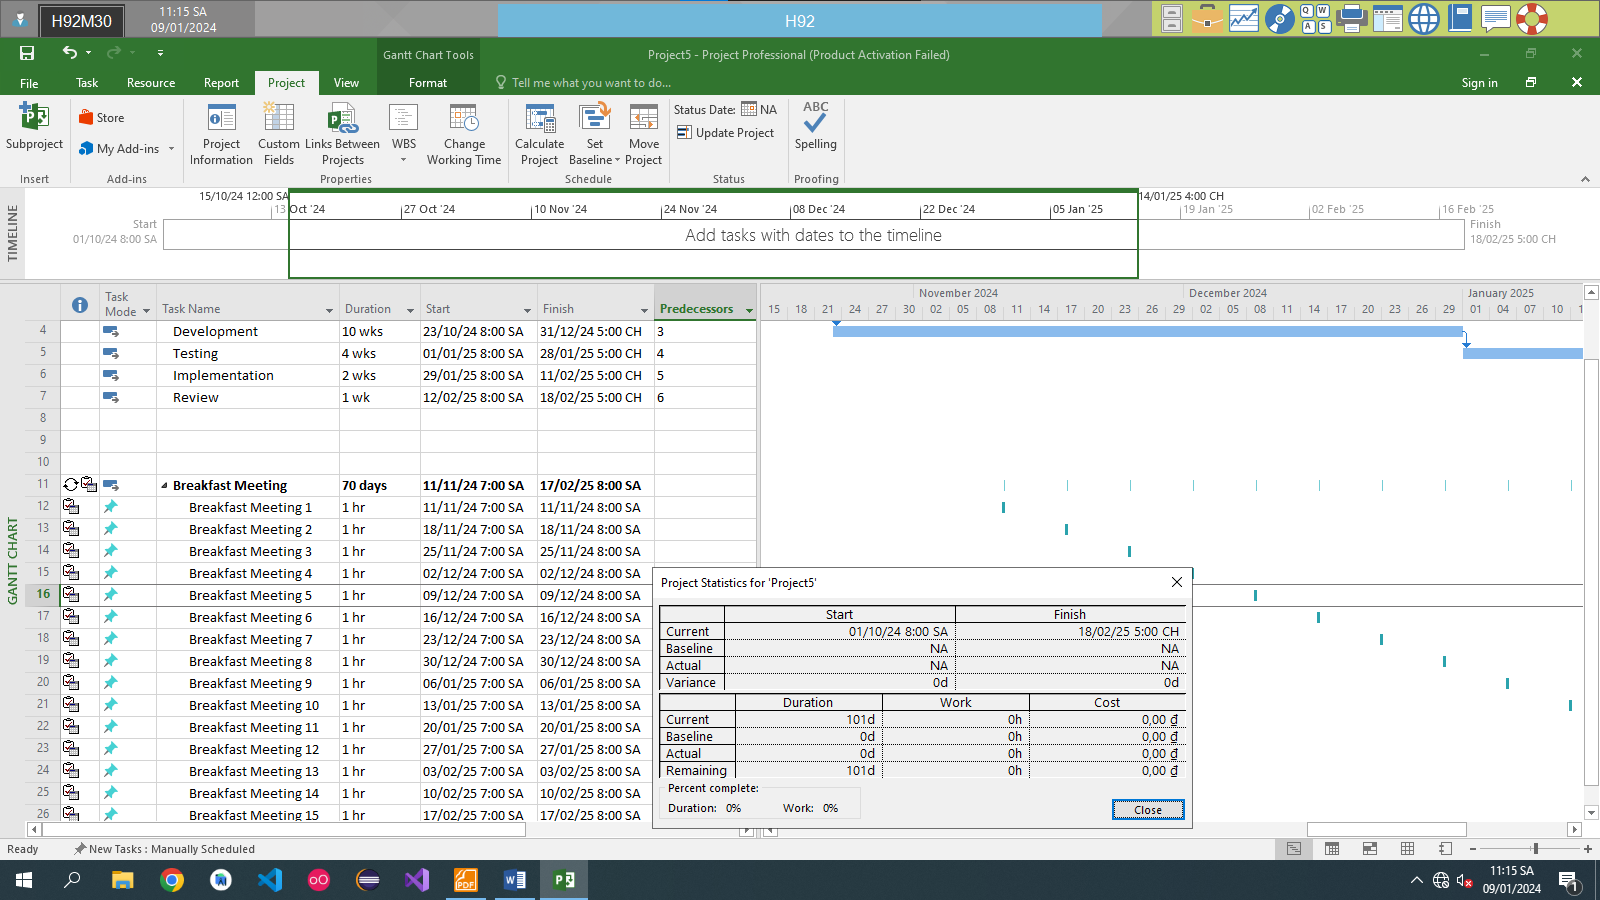 H92M30
11:15 SA
09/01/2024
H92
Q W
A S
Gantt Chart Tools
Project5 - Project Professional (Product Activation Failed)
File
Task
Resource
Report
Project
View
Format
Tell me what you want to do...
Sign in
Subproject
Store
My Add-ins
Project Information
Custom Fields
Links Between Projects
WBS
Change Working Time
Calculate Project
Set Baseline
Move Project
Status Date:
NA
Update Project
ABC
Spelling
Insert
Add-ins
Properties
Schedule
Status
Proofing
TIMELINE
15/10/24 12:00 SA
14/01/25 4:00 CH
13 Oct '24
27 Oct '24
10 Nov '24
24 Nov '24
08 Dec '24
22 Dec '24
05 Jan '25
19 Jan '25
02 Feb '25
16 Feb '25
Start
01/10/24 8:00 SA
Add tasks with dates to the timeline
Finish
18/02/25 5:00 CH
GANTT CHART
Task Mode
Task Name
Duration
Start
Finish
Predecessors
November 2024
December 2024
January 2025
15 18 21 24 27 30 02 05 08 11 14 17 20 23 26 29 02 05 08 11 14 17 20 23 26 29 01 04 07 10
4 Development 10 wks 23/10/24 8:00 SA 31/12/24 5:00 CH 3
5 Testing 4 wks 01/01/25 8:00 SA 28/01/25 5:00 CH 4
6 Implementation 2 wks 29/01/25 8:00 SA 11/02/25 5:00 CH 5
7 Review 1 wk 12/02/25 8:00 SA 18/02/25 5:00 CH 6
8
9
10
11 Breakfast Meeting 70 days 11/11/24 7:00 SA 17/02/25 8:00 SA
12 Breakfast Meeting 1 1 hr 11/11/24 7:00 SA 11/11/24 8:00 SA
13 Breakfast Meeting 2 1 hr 18/11/24 7:00 SA 18/11/24 8:00 SA
14 Breakfast Meeting 3 1 hr 25/11/24 7:00 SA 25/11/24 8:00 SA
15 Breakfast Meeting 4 1 hr 02/12/24 7:00 SA 02/12/24 8:00 SA
16 Breakfast Meeting 5 1 hr 09/12/24 7:00 SA 09/12/24 8:00 SA
17 Breakfast Meeting 6 1 hr 16/12/24 7:00 SA 16/12/24 8:00 SA
18 Breakfast Meeting 7 1 hr 23/12/24 7:00 SA 23/12/24 8:00 SA
19 Breakfast Meeting 8 1 hr 30/12/24 7:00 SA 30/12/24 8:00 SA
20 Breakfast Meeting 9 1 hr 06/01/25 7:00 SA 06/01/25 8:00 SA
21 Breakfast Meeting 10 1 hr 13/01/25 7:00 SA 13/01/25 8:00 SA
22 Breakfast Meeting 11 1 hr 20/01/25 7:00 SA 20/01/25 8:00 SA
23 Breakfast Meeting 12 1 hr 27/01/25 7:00 SA 27/01/25 8:00 SA
24 Breakfast Meeting 13 1 hr 03/02/25 7:00 SA 03/02/25 8:00 SA
25 Breakfast Meeting 14 1 hr 10/02/25 7:00 SA 10/02/25 8:00 SA
26 Breakfast Meeting 15 1 hr 17/02/25 7:00 SA 17/02/25 8:00 SA
Project Statistics for 'Project5'
Start Finish
Current 01/10/24 8:00 SA 18/02/25 5:00 CH
Baseline NA NA
Actual NA NA
Variance 0d 0d
Duration Work Cost
Current 101d 0h 0,00 ₫
Baseline 0d 0h 0,00 ₫
Actual 0d 0h 0,00 ₫
Remaining 101d 0h 0,00 ₫
Percent complete:
Duration: 0% Work: 0%
Close
Ready
New Tasks : Manually Scheduled
PDF
11:15 SA
09/01/2024
1